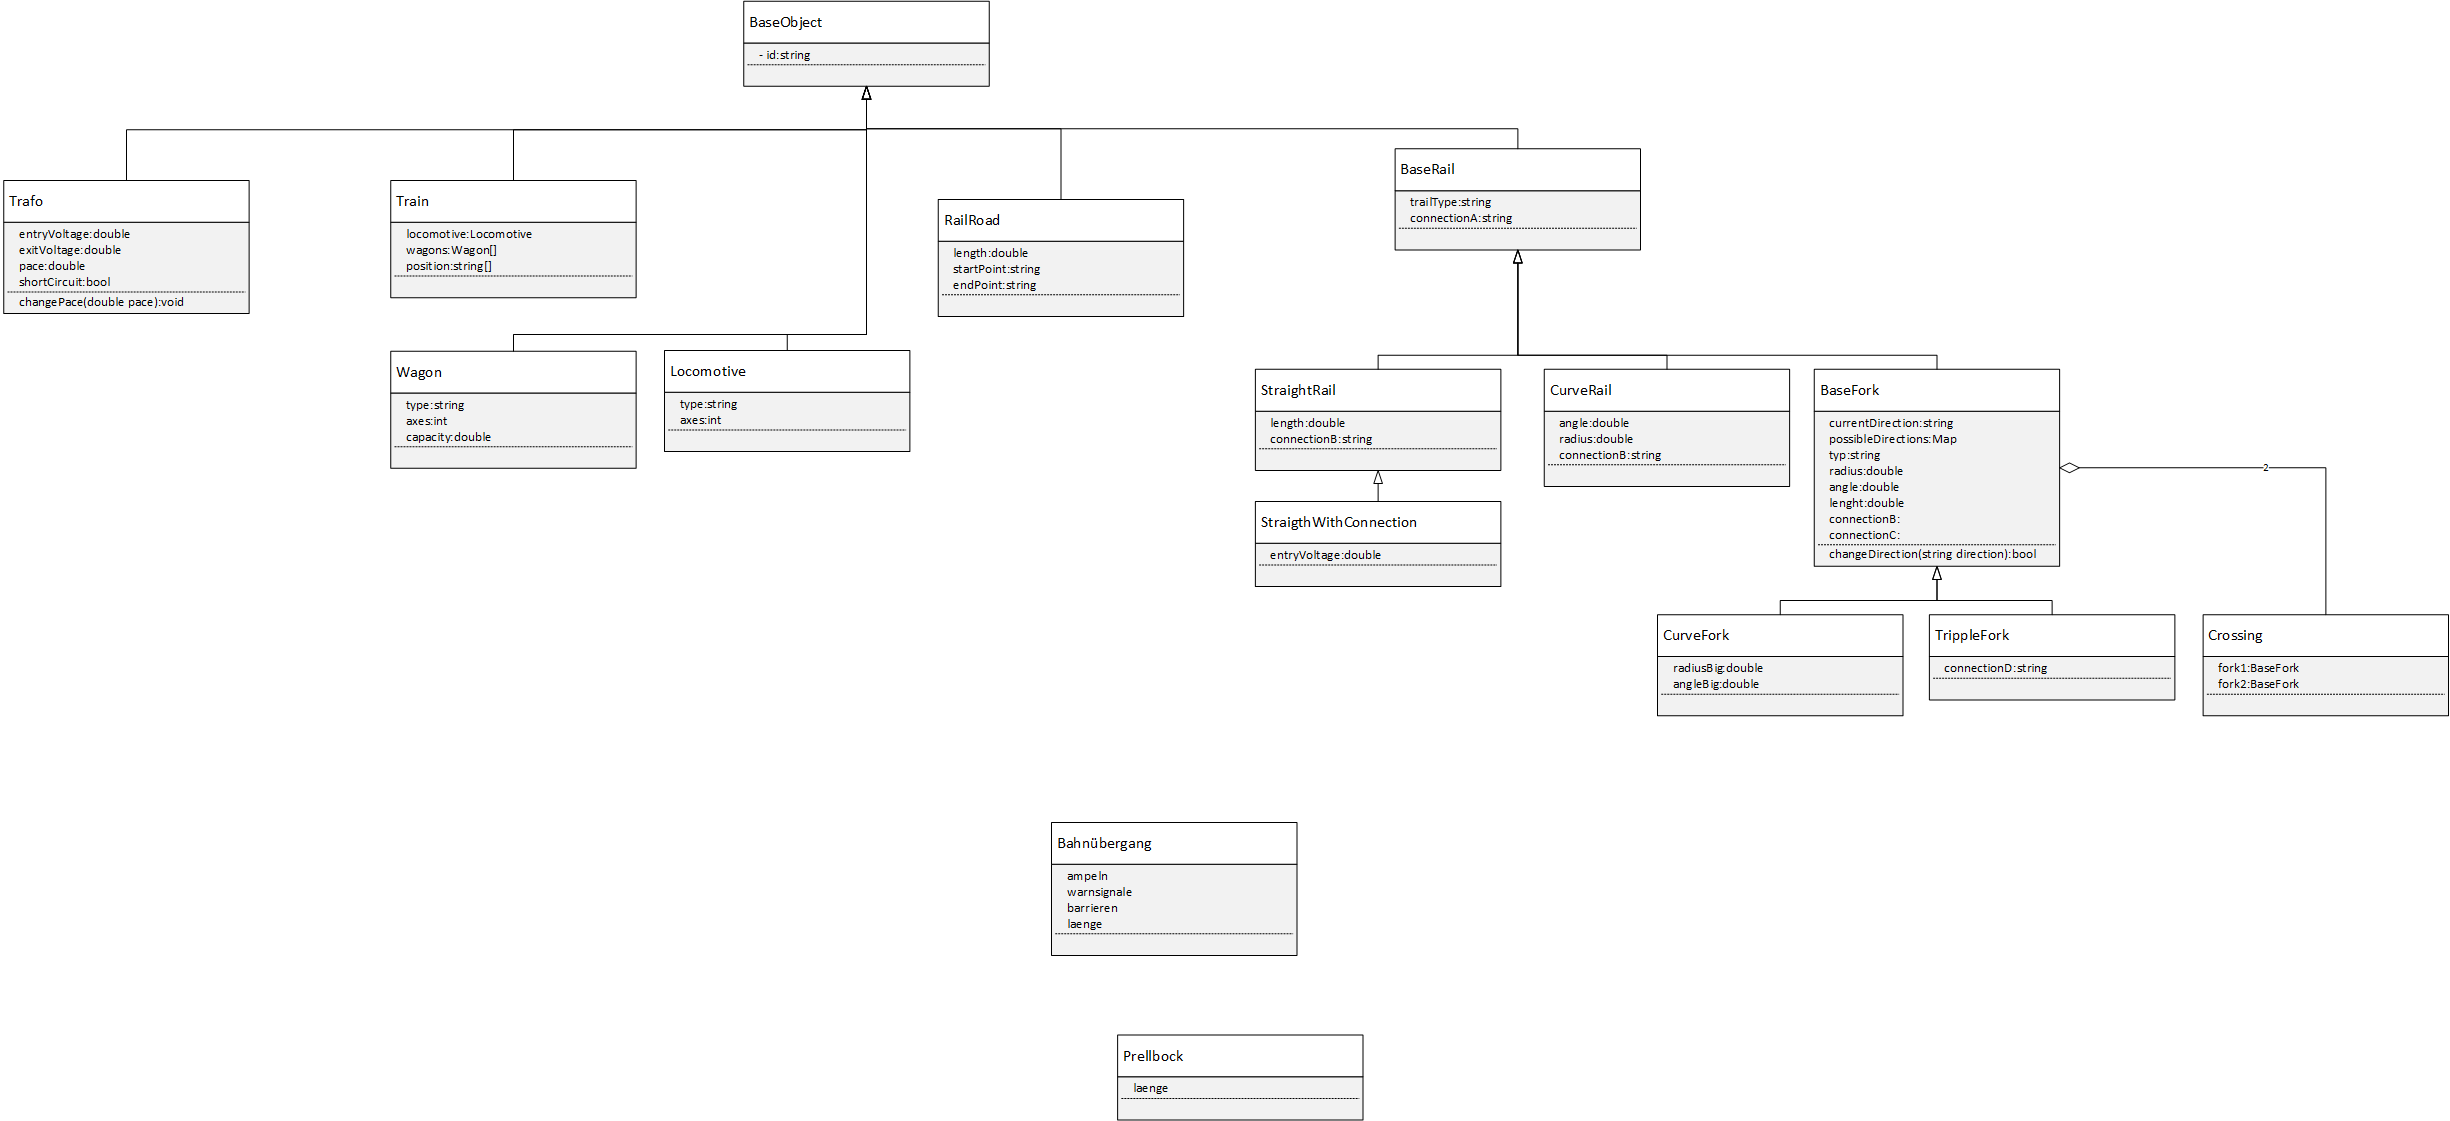 BaseObject
- id:string
Trafo
entryVoltage:double
exitVoltage:double
pace:double
shortCircuit:bool
changePace(double pace):void
Train
locomotive:Locomotive
wagons:Wagon[]
position:string[]
RailRoad
length:double
startPoint:string
endPoint:string
BaseRail
trailType:string
connectionA:string
Wagon
type:string
axes:int
capacity:double
Locomotive
type:string
axes:int
StraightRail
length:double
connectionB:string
CurveRail
angle:double
radius:double
connectionB:string
BaseFork
currentDirection:string
possibleDirections:Map
typ:string
radius:double
angle:double
lenght:double
connectionB:
connectionC:
changeDirection(string direction):bool
2
StraigthWithConnection
entryVoltage:double
CurveFork
radiusBig:double
angleBig:double
TrippleFork
connectionD:string
Crossing
fork1:BaseFork
fork2:BaseFork
Bahnübergang
ampeln
warnsignale
barrieren
laenge
Prellbock
laenge